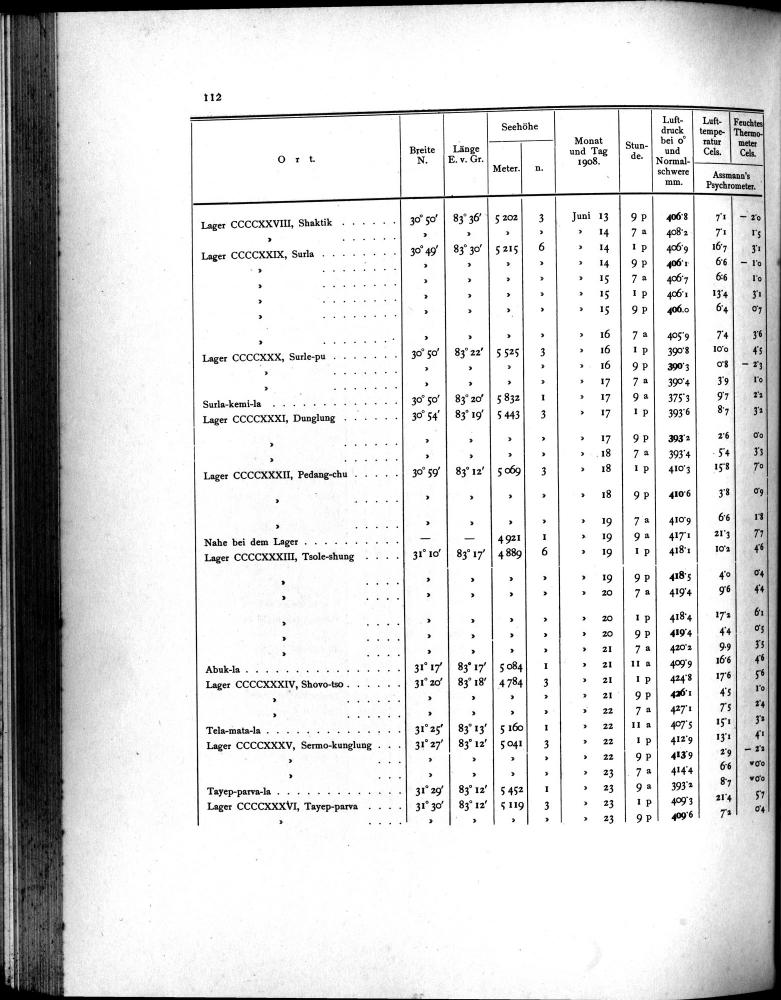 112
Ort. Breite N. Länge E. v. Gr. Seehöhe Meter. n. Monat und Tag 1908. Stunde. Luftdruck bei 0° und Normalschwere mm. Lufttemperatur Cels. Feuchtes Thermometer Cels. Assmann's Psychrometer.
Lager CCCCXXVIII, Shaktik . . . . . . 30° 50′ 83° 36′ 5 202 3 Juni 13 9 p 406·8 7·1 — 2·0
» . . . . . . » » » » » 14 7 a 408·2 7·1 1·5
Lager CCCCXXIX, Surla . . . . . . . . 30° 49′ 83° 30′ 5 215 6 » 14 1 p 406·9 16·7 3·1
» . . . . . . . . » » » » » 14 9 p 406·1 6·6 — 1·0
» . . . . . . . . » » » » » 15 7 a 406·7 6·6 1·0
» . . . . . . . . » » » » » 15 1 p 406·1 13·4 3·1
» . . . . . . . . » » » » » 15 9 p 406.0 6·4 0·7
» . . . . . . . . » » » » » 16 7 a 405·9 7·4 3·6
Lager CCCCXXX, Surle-pu . . . . . . . 30° 50′ 83° 22′ 5 525 3 » 16 1 p 390·8 10·0 4·5
» . . . . . . . » » » » » 16 9 p 390·3 0·8 — 2·3
» . . . . . . . » » » » » 17 7 a 390·4 3·9 1·0
Surla-kemi-la . . . . . . . . . . . . . 30° 50′ 83° 20′ 5 832 1 » 17 9 a 375·3 9·7 2·2
Lager CCCCXXXI, Dunglung . . . . . . 30° 54′ 83° 19′ 5 443 3 » 17 1 p 393·6 8·7 3·2
» . . . . . . » » » » » 17 9 p 393·2 2·6 0·0
» . . . . . . » » » » » 18 7 a 393·4 5·4 3·3
Lager CCCCXXXII, Pedang-chu . . . . . 30° 59′ 83° 12′ 5 069 3 » 18 1 p 410·3 15·8 7·0
» . . . . . » » » » » 18 9 p 410·6 3·8 0·9
» . . . . . » » » » » 19 7 a 410·9 6·6 1·8
Nahe bei dem Lager . . . . . . . . . . — — 4 921 1 » 19 9 a 417·1 21·3 7·7
Lager CCCCXXXIII, Tsole-shung . . . . 31° 10′ 83° 17′ 4 889 6 » 19 1 p 418·1 10·2 4·6
» . . . . » » » » » 19 9 p 418·5 4·0 0·4
» . . . . » » » » » 20 7 a 419·4 9·6 4·4
» . . . . » » » » » 20 1 p 418·4 17·2 6·1
» . . . . » » » » » 20 9 p 419·4 4·4 0·5
» . . . . » » » » » 21 7 a 420·2 9·9 3·5
Abuk-la . . . . . . . . . . . . . . . . 31° 17′ 83° 17′ 5 084 1 » 21 11 a 409·9 16·6 4·6
Lager CCCCXXXIV, Shovo-tso . . . . . . 31° 20′ 83° 18′ 4 784 3 » 21 1 p 424·8 17·6 5·6
» . . . . . . » » » » » 21 9 p 426·1 4·5 1·0
» . . . . . . » » » » » 22 7 a 427·1 7·5 2·4
Tela-mata-la . . . . . . . . . . . . . . 31° 25′ 83° 13′ 5 160 1 » 22 11 a 407·5 15·1 3·2
Lager CCCCXXXV, Sermo-kunglung . . . 31° 27′ 83° 12′ 5 041 3 » 22 1 p 412·9 13·1 4·1
» . . . » » » » » 22 9 p 413·9 2·9 — 2·2
» . . . » » » » » 23 7 a 414·4 6·6 w0·0
Tayep-parva-la . . . . . . . . . . . . . 31° 29′ 83° 12′ 5 452 1 » 23 9 a 393·2 8·7 w0·0
Lager CCCCXXXVI, Tayep-parva . . . . 31° 30′ 83° 12′ 5 119 3 » 23 1 p 409·3 21·4 5·7
» . . . . » » » » » 23 9 p 409·6 7·2 0·4